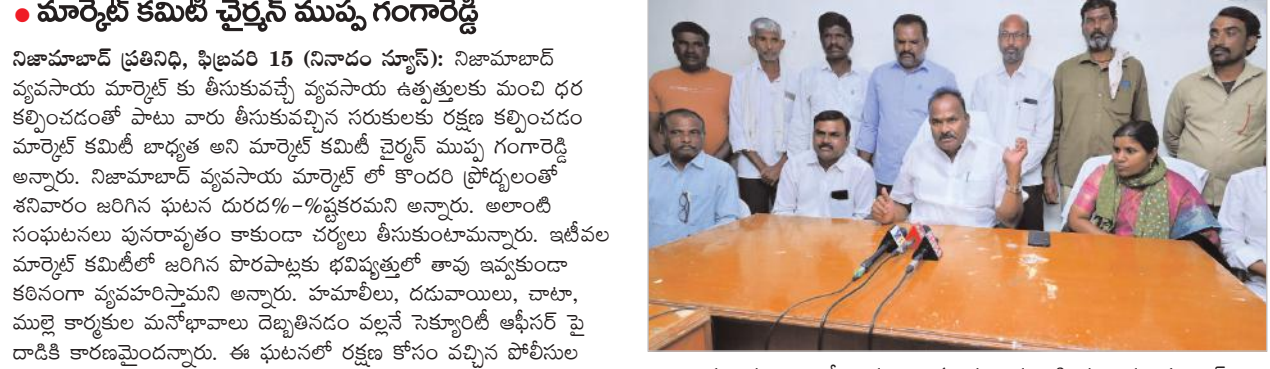 ● మార్కెట్ కమిటీ చైర్మన్ ముప్ప గంగారెడ్డి
నిజామాబాద్ ప్రతినిధి, ఫిబ్రవరి 15 (నినాదం న్యూస్): నిజామాబాద్
వ్యవసాయ మార్కెట్ కు తీసుకువచ్చే వ్యవసాయ ఉత్పత్తులకు మంచి ధర
కల్పించడంతో పాటు వారు తీసుకువచ్చిన సరుకులకు రక్షణ కల్పించడం
మార్కెట్ కమిటీ బాధ్యత అని మార్కెట్ కమిటీ చైర్మన్ ముప్ప గంగారెడ్డి
అన్నారు. నిజామాబాద్ వ్యవసాయ మార్కెట్ లో కొందరి ప్రోద్బలంతో
శనివారం జరిగిన ఘటన దురద%-%ష్టకరమని అన్నారు. అలాంటి
సంఘటనలు పునరావృతం కాకుండా చర్యలు తీసుకుంటామన్నారు. ఇటీవల
మార్కెట్ కమిటీలో జరిగిన పొరపాట్లకు భవిష్యత్తులో తావు ఇవ్వకుండా
కఠినంగా వ్యవహరిస్తామని అన్నారు. హమాలీలు, దడువాయిలు, చాటా,
ముల్లె కార్మకుల మనోభావాలు దెబ్బతినడం వల్లనే సెక్యూరిటీ ఆఫీసర్ పై
దాడికి కారణమైందన్నారు. ఈ ఘటనలో రక్షణ కోసం వచ్చిన పోలీసుల